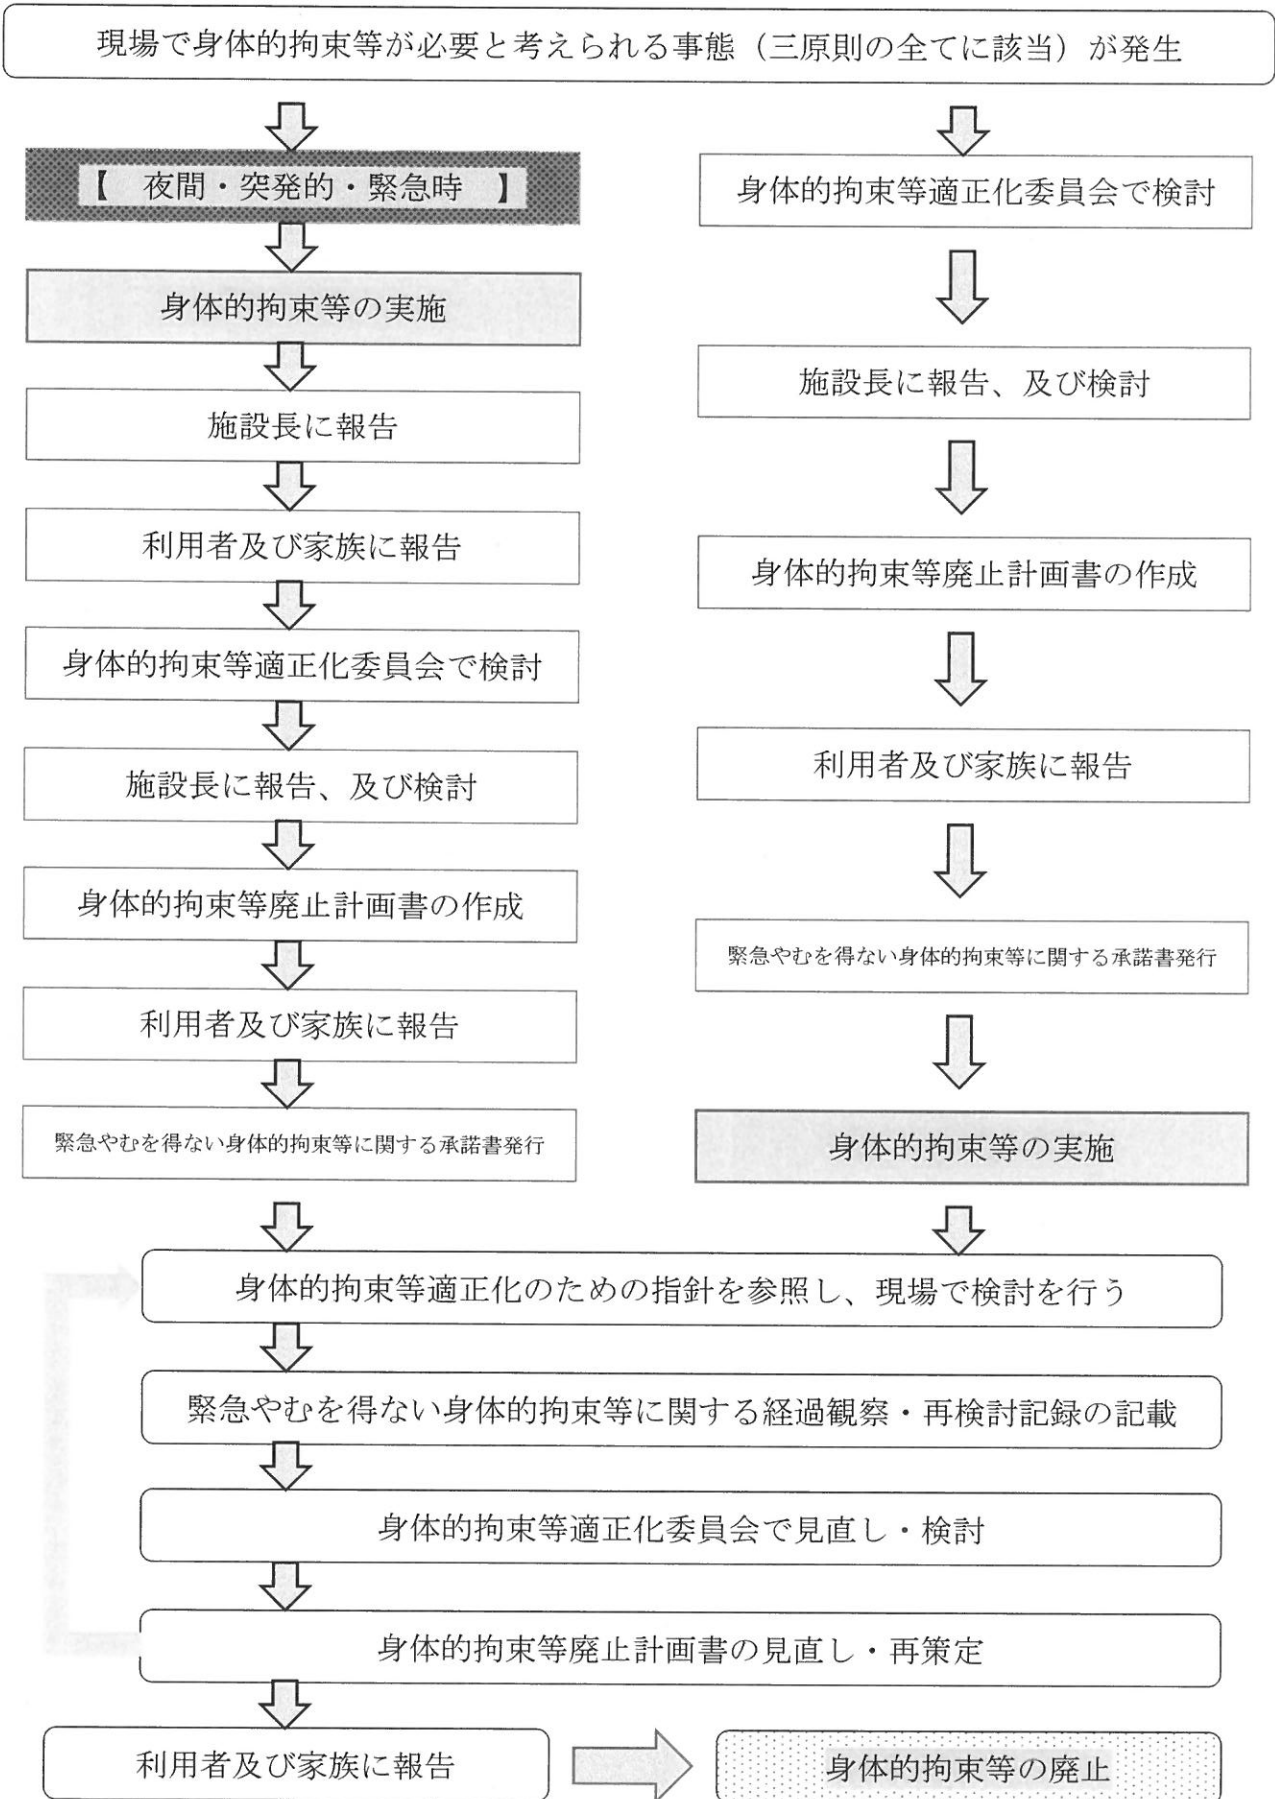 現場で身体的拘束等が必要と考えられる事態（三原則の全てに該当）が発生
【　夜間・突発的・緊急時　】
身体的拘束等の実施
施設長に報告
利用者及び家族に報告
身体的拘束等適正化委員会で検討
施設長に報告、及び検討
身体的拘束等廃止計画書の作成
利用者及び家族に報告
緊急やむを得ない身体的拘束等に関する承諾書発行
身体的拘束等適正化委員会で検討
施設長に報告、及び検討
身体的拘束等廃止計画書の作成
利用者及び家族に報告
緊急やむを得ない身体的拘束等に関する承諾書発行
身体的拘束等の実施
身体的拘束等適正化のための指針を参照し、現場で検討を行う
緊急やむを得ない身体的拘束等に関する経過観察・再検討記録の記載
身体的拘束等適正化委員会で見直し・検討
身体的拘束等廃止計画書の見直し・再策定
利用者及び家族に報告
身体的拘束等の廃止